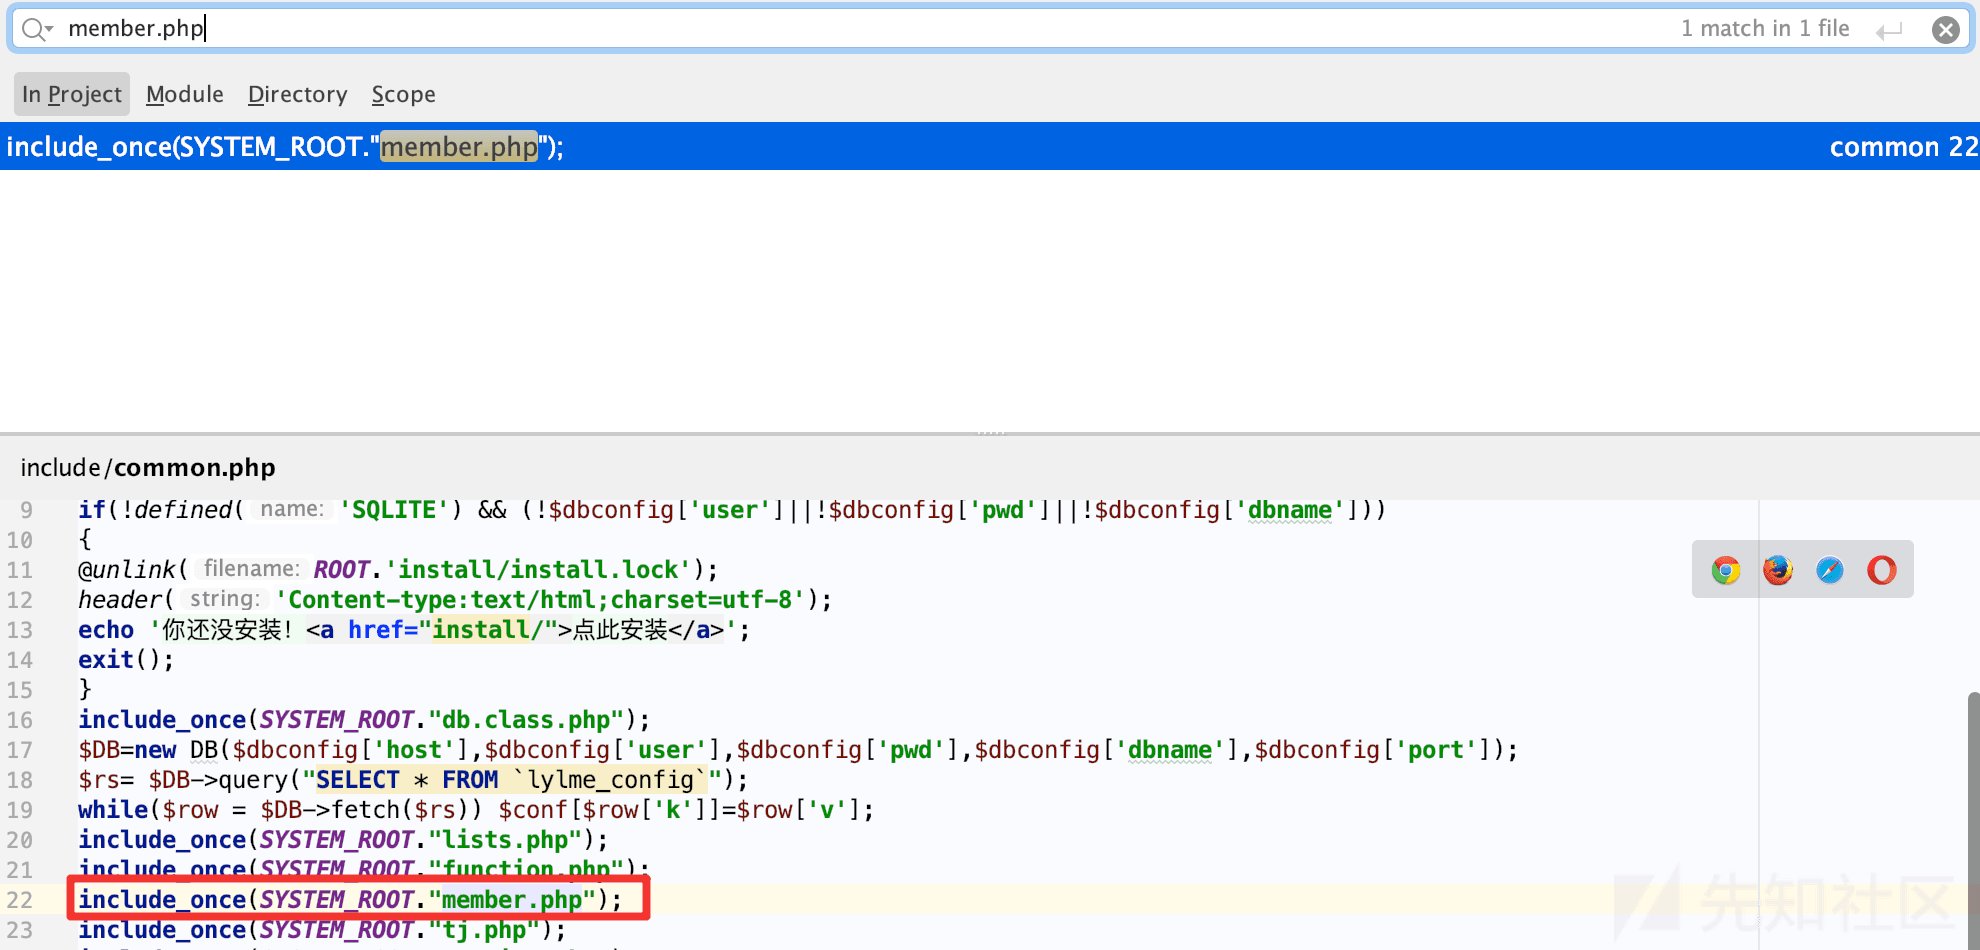 member.php
1 match in 1 file
In Project Module Directory Scope
include_once(SYSTEM_ROOT."member.php"); common 22
include/common.php
9 if(!defined( name: 'SQLITE') && (!$dbconfig['user']||!$dbconfig['pwd']||!$dbconfig['dbname']))
10 {
11 @unlink( filename: ROOT.'install/install.lock');
12 header( string: 'Content-type:text/html;charset=utf-8');
13 echo '你还没安装！<a href="install/">点此安装</a>';
14 exit();
15 }
16 include_once(SYSTEM_ROOT."db.class.php");
17 $DB=new DB($dbconfig['host'],$dbconfig['user'],$dbconfig['pwd'],$dbconfig['dbname'],$dbconfig['port']);
18 $rs= $DB->query("SELECT * FROM `lylme_config`");
19 while($row = $DB->fetch($rs)) $conf[$row['k']]=$row['v'];
20 include_once(SYSTEM_ROOT."lists.php");
21 include_once(SYSTEM_ROOT."function.php");
22 include_once(SYSTEM_ROOT."member.php");
23 include_once(SYSTEM_ROOT."tj.php");
先知社区